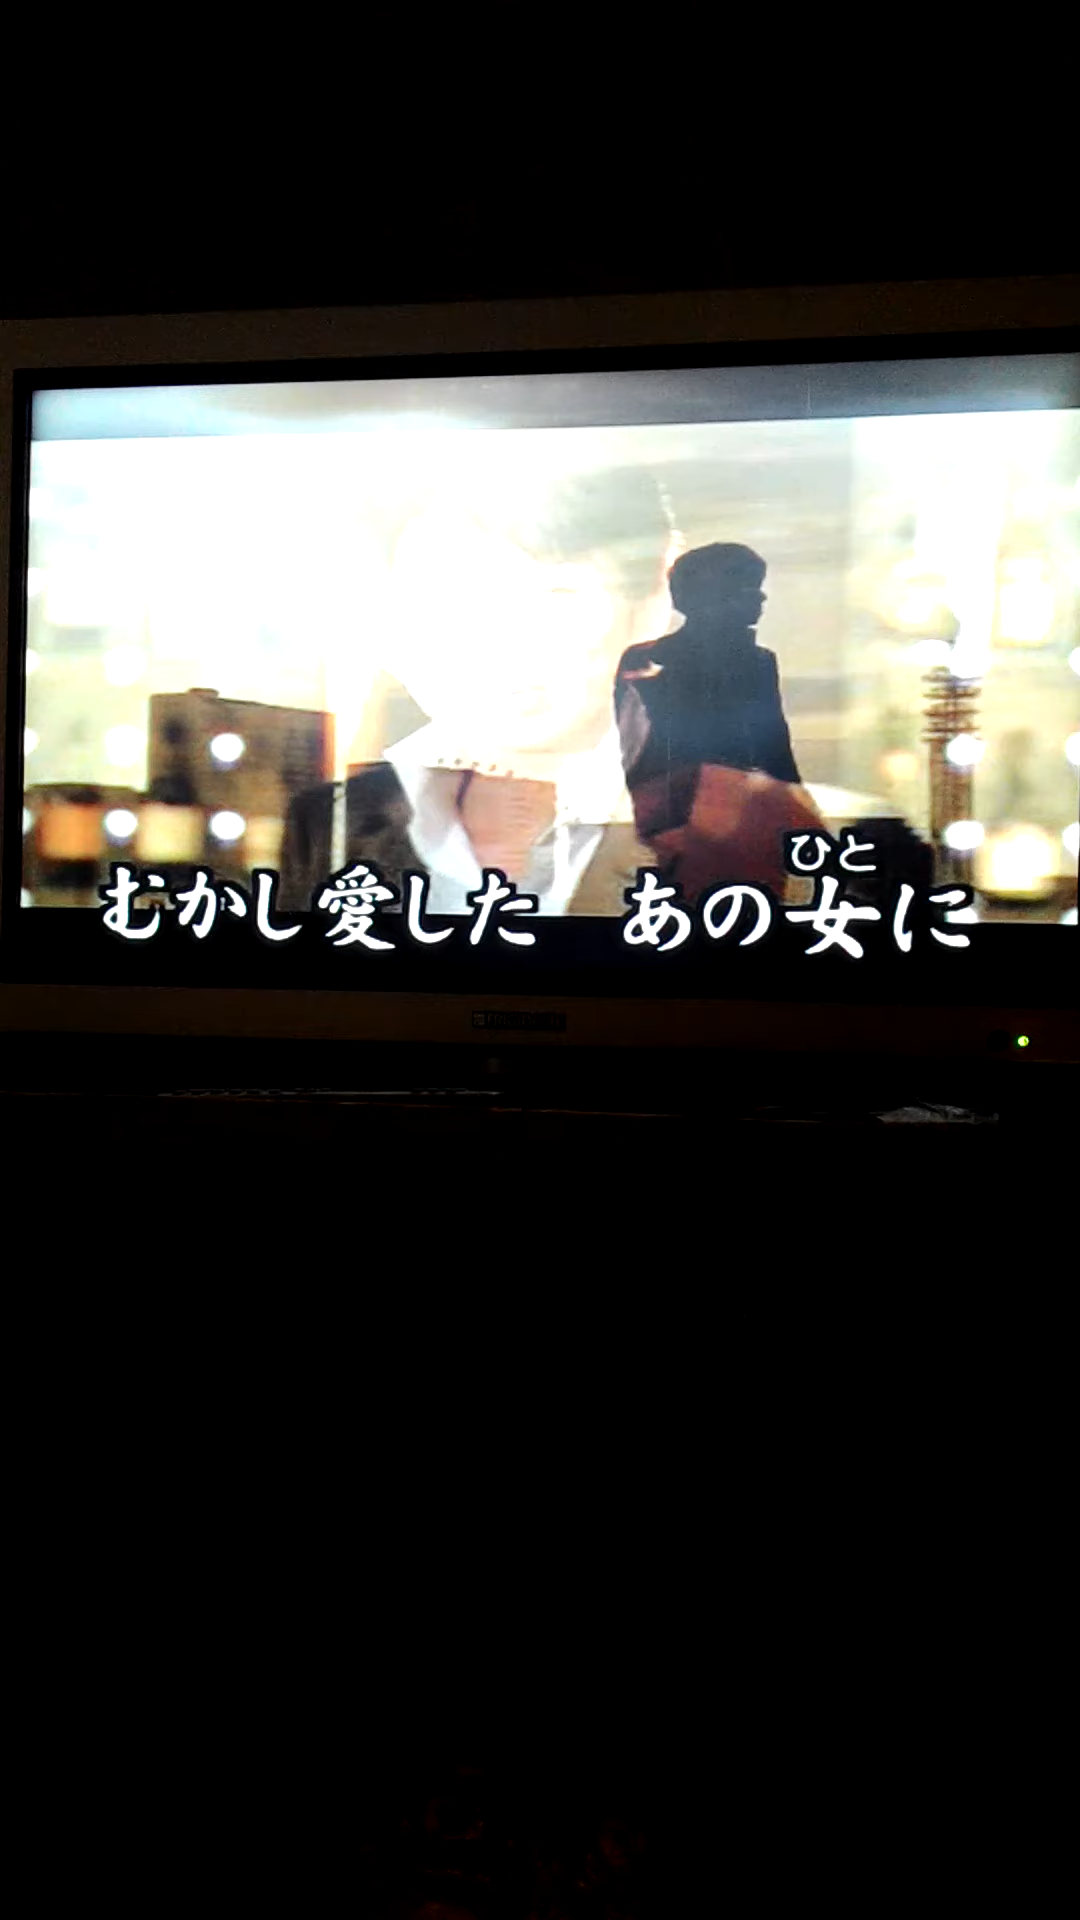 ひと
むかし愛した　あの女に